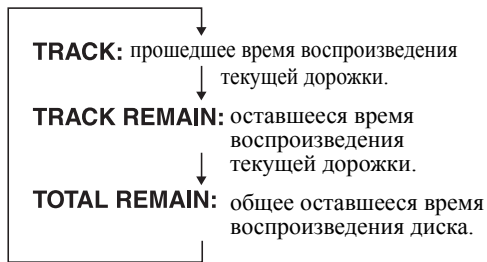 TRACK: прошедшее время воспроизведения
текущей дорожки.
TRACK REMAIN: оставшееся время
воспроизведения
текущей дорожки.
TOTAL REMAIN: общее оставшееся время
воспроизведения диска.